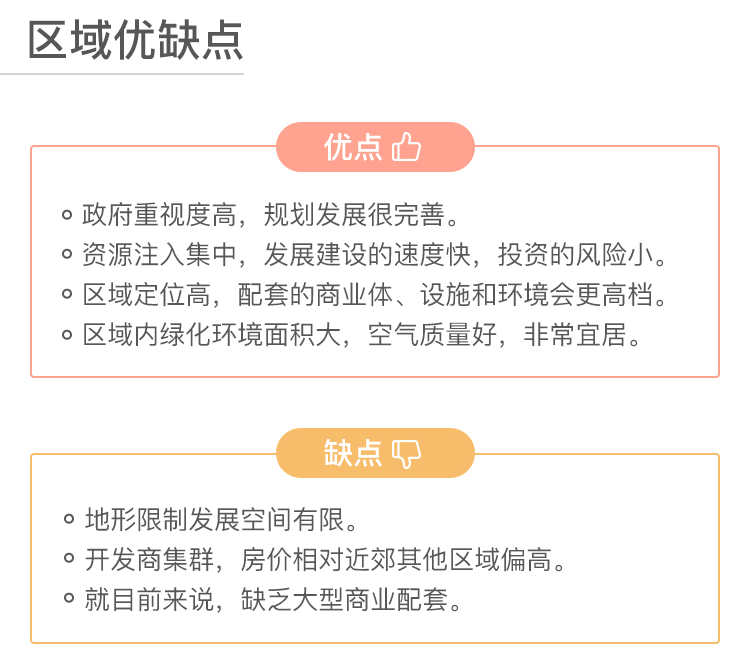 区域优缺点
优点
政府重视度高，规划发展很完善。
资源注入集中，发展建设的速度快，投资的风险小。
区域定位高，配套的商业体、设施和环境会更高档。
区域内绿化环境面积大，空气质量好，非常宜居。
缺点
地形限制发展空间有限。
开发商集群，房价相对近郊其他区域偏高。
就目前来说，缺乏大型商业配套。